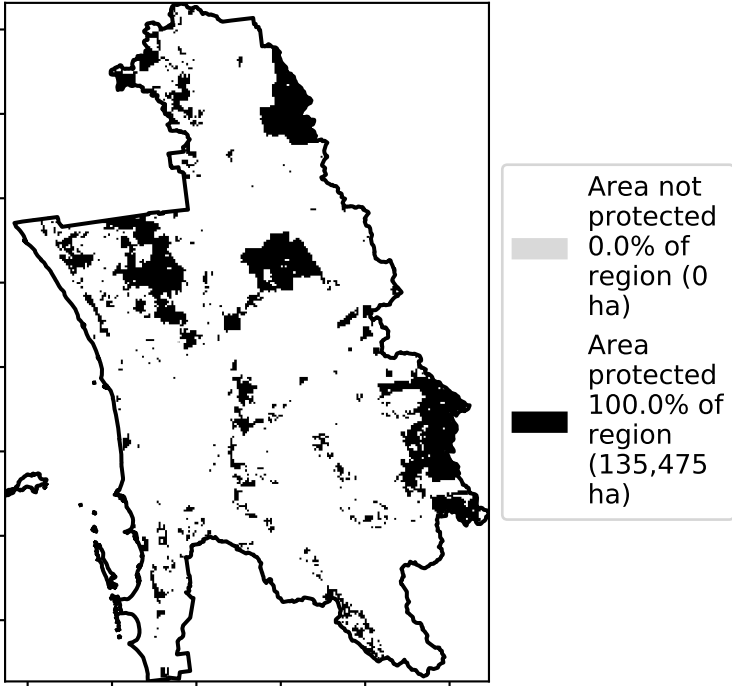 Area not
protected
0.0% of
region (0
ha)
Area
protected
100.0% of
region
(135,475
ha)